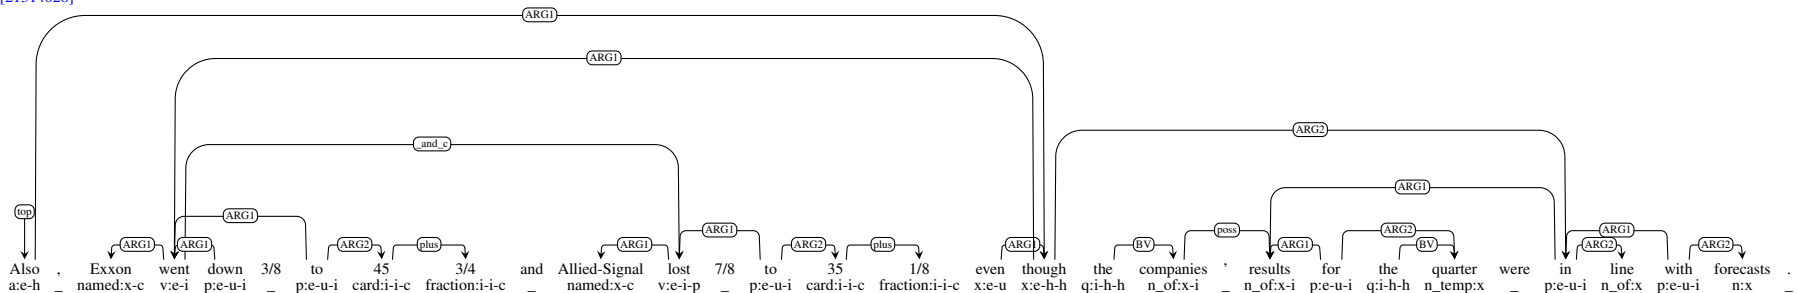 ARG1
ARG1
ARG2
_and_c
ARG1
top ARG1 poss ARG2 ARG1
ARG1 ARG1 ARG2 plus ARG1 ARG2 plus ARG1 BV ARG1 BV ARG2 ARG2
Also , Exxon went down 3/8 to 45 3/4 and Allied-Signal lost 7/8 to 35 1/8 even though the companies ' results for the quarter were in line with forecasts .
a:e-h _ named:x-c v:e-i p:e-u-i _ p:e-u-i card:i-i-c fraction:i-i-c _ named:x-c v:e-i-p _ p:e-u-i card:i-i-c fraction:i-i-c x:e-u x:e-h-h q:i-h-h n_of:x-i _ n_of:x-i p:e-u-i q:i-h-h n_temp:x _ p:e-u-i n_of:x p:e-u-i n:x _